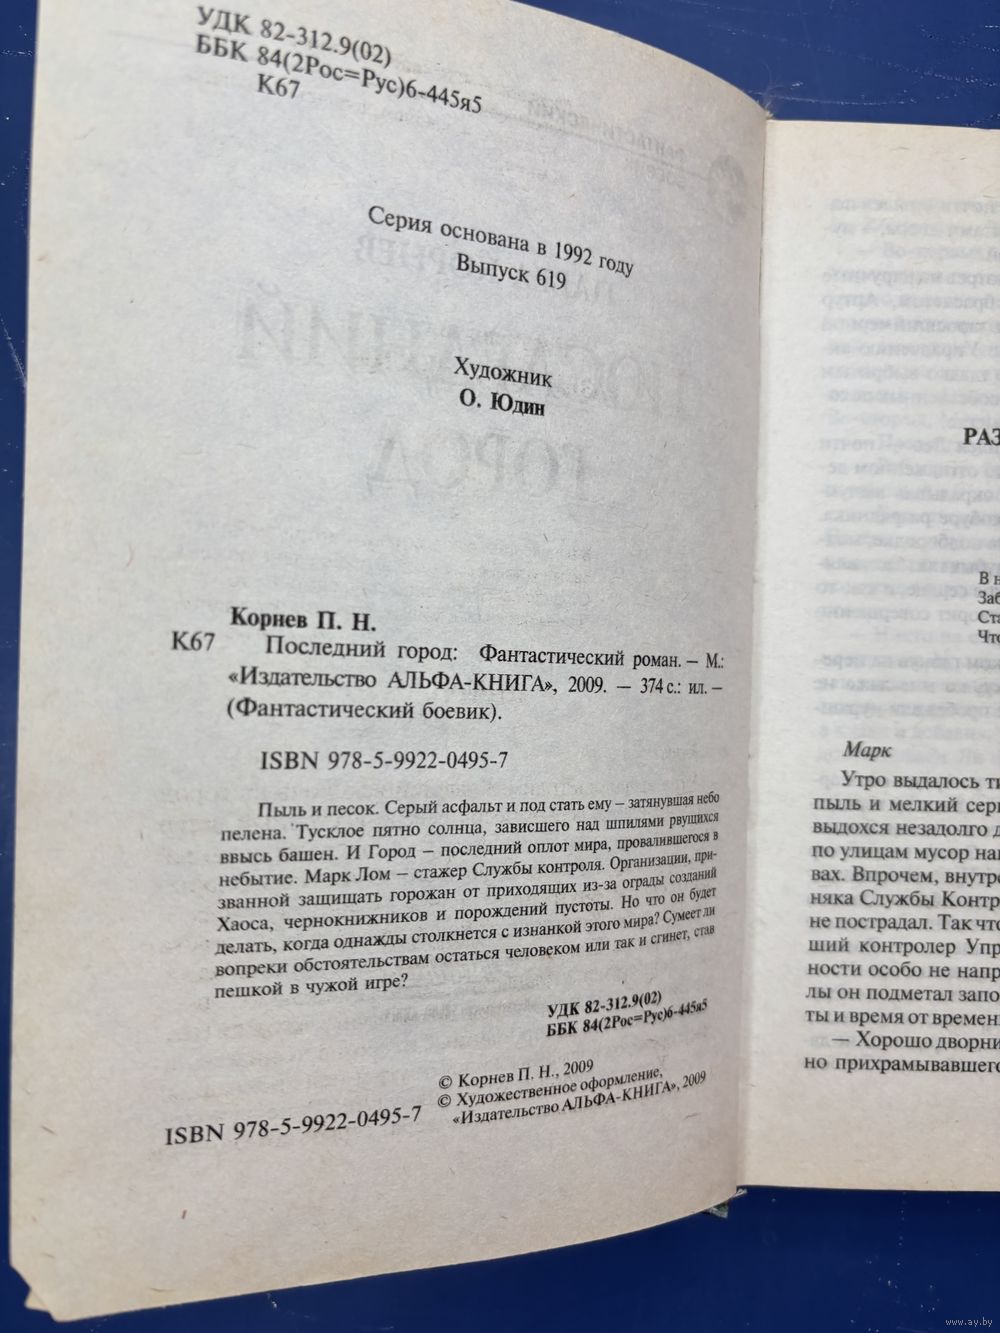 УДК 82-312.9(02)
ББК 84(2Рос=Рус)6-445я5
К67
Серия основана в 1992 году
Выпуск 619
Художник
О. Юдин
Корнев П. Н.
К67 Последний город: Фантастический роман. — М.:
«Издательство АЛЬФА-КНИГА», 2009. — 374 с.: ил. —
(Фантастический боевик).
ISBN 978-5-9922-0495-7
Пыль и песок. Серый асфальт и под стать ему – затянувшая небо
пелена. Тусклое пятно солнца, зависшего над шпилями рвущихся
ввысь башен. И Город – последний оплот мира, провалившегося в
небытие. Марк Лом – стажер Службы контроля. Организации, при-
званной защищать горожан от приходящих из-за ограды созданий
Хаоса, чернокнижников и порождений пустоты. Но что он будет
делать, когда однажды столкнется с изнанкой этого мира? Сумеет ли
вопреки обстоятельствам остаться человеком или так и сгинет, став
пешкой в чужой игре?
УДК 82-312.9(02)
ББК 84(2Рос=Рус)6-445я5
© Корнев П. Н., 2009
© Художественное оформление,
«Издательство АЛЬФА-КНИГА», 2009
ISBN 978-5-9922-0495-7
РАЗ
В н
Заб
Ста
Что
Марк
Утро выдалось ти
пыль и мелкий сер
выдохся незадолго д
по улицам мусор на
вах. Впрочем, внутре
няка Службы Контр
не пострадал. Так что
ший контролер Упр
ности особо не напр
лы он подметал запо
ты и время от времен
— Хорошо дворни
но прихрамывавшего
www.ay.by